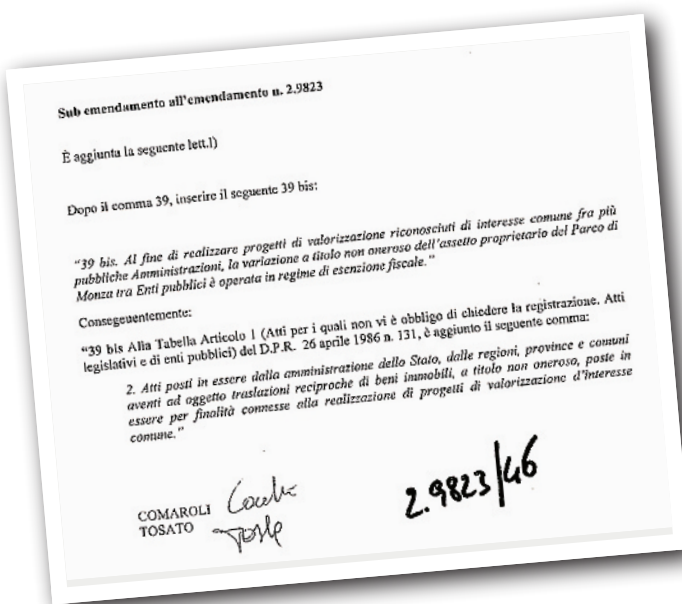 Sub emendamento all'emendamento n. 2.9823
È aggiunta la seguente lett.l)
Dopo il comma 39, inserire il seguente 39 bis:
"39 bis. Al fine di realizzare progetti di valorizzazione riconosciuti di interesse comune fra più
pubbliche Amministrazioni, la variazione a titolo non oneroso dell'assetto proprietario del Parco di
Monza tra Enti pubblici è operata in regime di esenzione fiscale."
Conseguentemente:
"39 bis Alla Tabella Articolo 1 (Atti per i quali non vi è obbligo di chiedere la registrazione. Atti
legislativi e di enti pubblici) del D.P.R. 26 aprile 1986 n. 131, è aggiunto il seguente comma:
2. Atti posti in essere dalla amministrazione dello Stato, dalle regioni, province e comuni
aventi ad oggetto traslazioni reciproche di beni immobili, a titolo non oneroso, poste in
essere per finalità connesse alla realizzazione di progetti di valorizzazione d'interesse
comune."
COMAROLI
TOSATO
2.9823/46